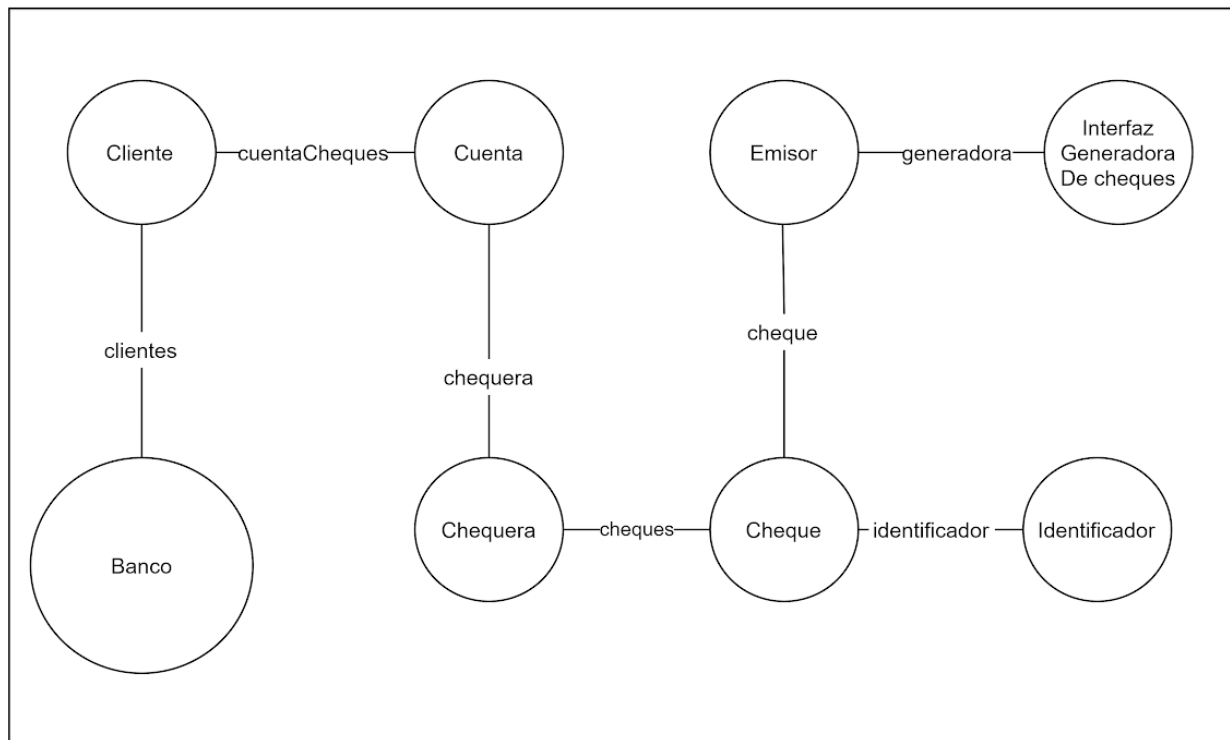 Cliente
cuentaCheques
Cuenta
Emisor
generadora
Interfaz
Generadora
De cheques
clientes
chequera
cheque
Banco
Chequera
cheques
Cheque
identificador
Identificador